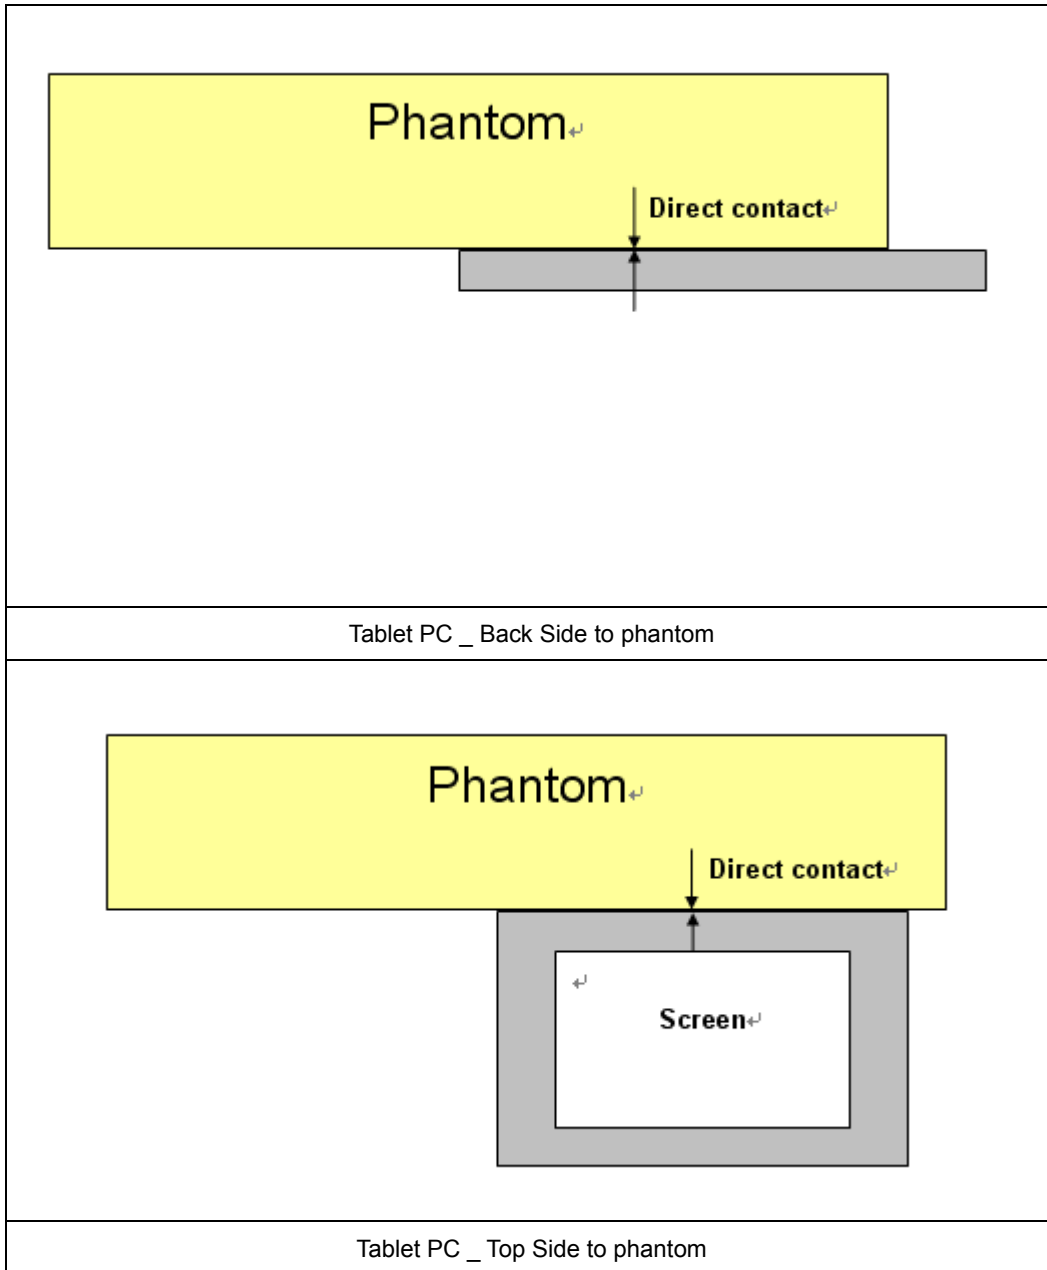 Phantom↵
Direct contact↵
Tablet PC _ Back Side to phantom
Phantom↵
Direct contact↵
↵
Screen↵
Tablet PC _ Top Side to phantom